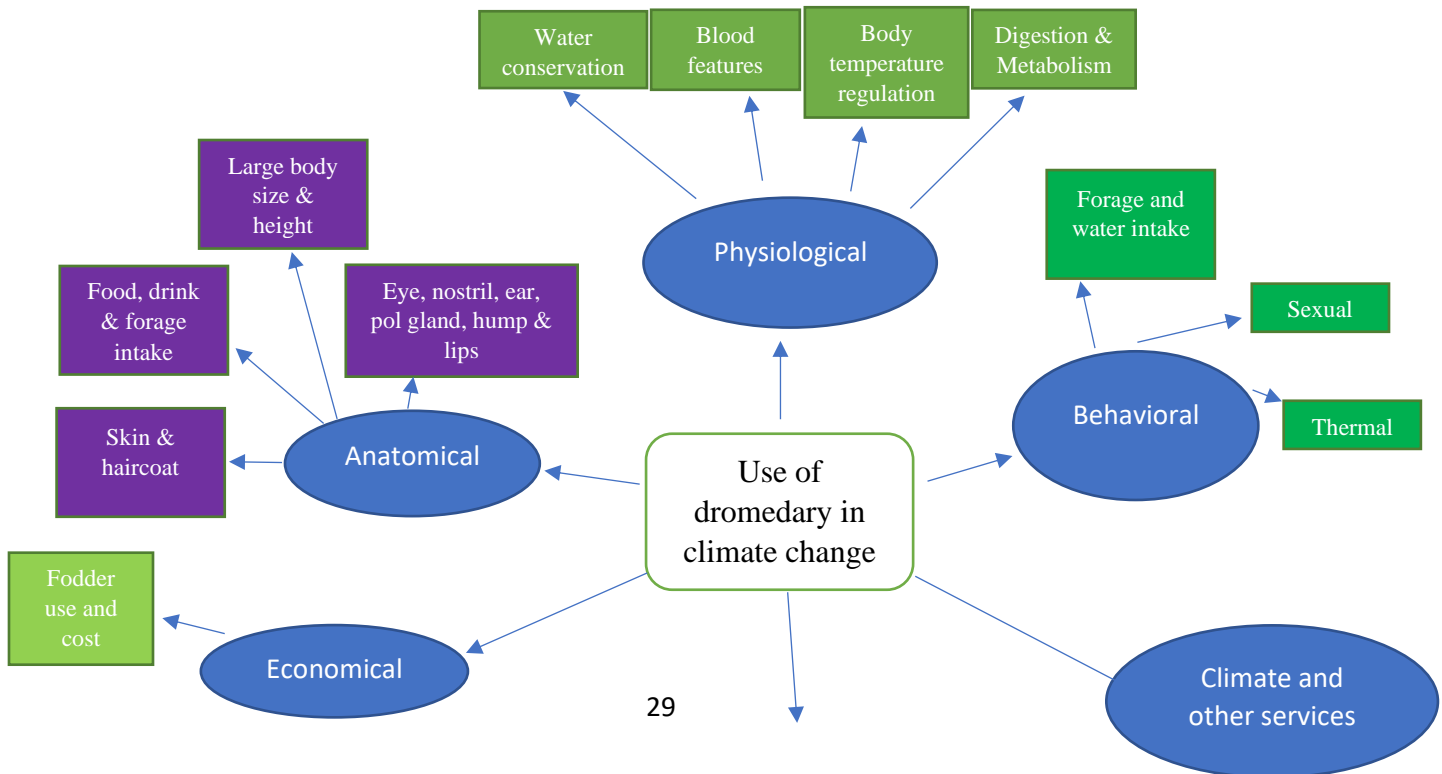 Water
conservation
Blood
features
Body
temperature
regulation
Digestion &
Metabolism
Large body
size &
height
Forage and
water intake
Physiological
Food, drink
& forage
intake
Eye, nostril, ear,
pol gland, hump &
lips
Sexual
Behavioral
Thermal
Skin &
haircoat
Anatomical
Use of
dromedary in
climate change
Fodder
use and
cost
Economical
Climate and
other services
29